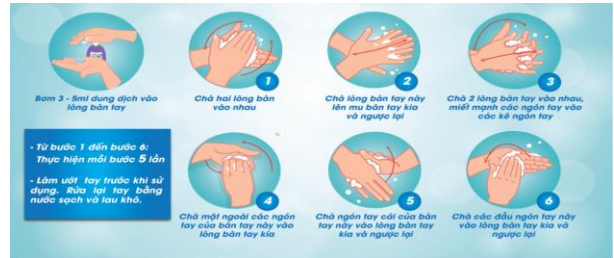 Bơm 3 - 5ml dung dịch vào
lòng bàn tay
1
Chà hai lòng bàn
vào nhau
2
Chà lòng bàn tay này
lên mu bàn tay kia
và ngược lại
3
Chà 2 lòng bàn tay vào nhau,
miết mạnh các ngón tay vào
các kẽ ngón tay
- Từ bước 1 đến bước 6:
Thực hiện mỗi bước 5 lần
- Làm ướt tay trước khi sử
dụng. Rửa lại tay bằng
nước sạch và lau khô.
4
Chà mặt ngoài các ngón
tay của bàn tay này vào
lòng bàn tay kia
5
Chà ngón tay cái của bàn
tay này vào lòng bàn tay
kia và ngược lại
6
Chà các đầu ngón tay này
vào lòng bàn tay kia và
ngược lại